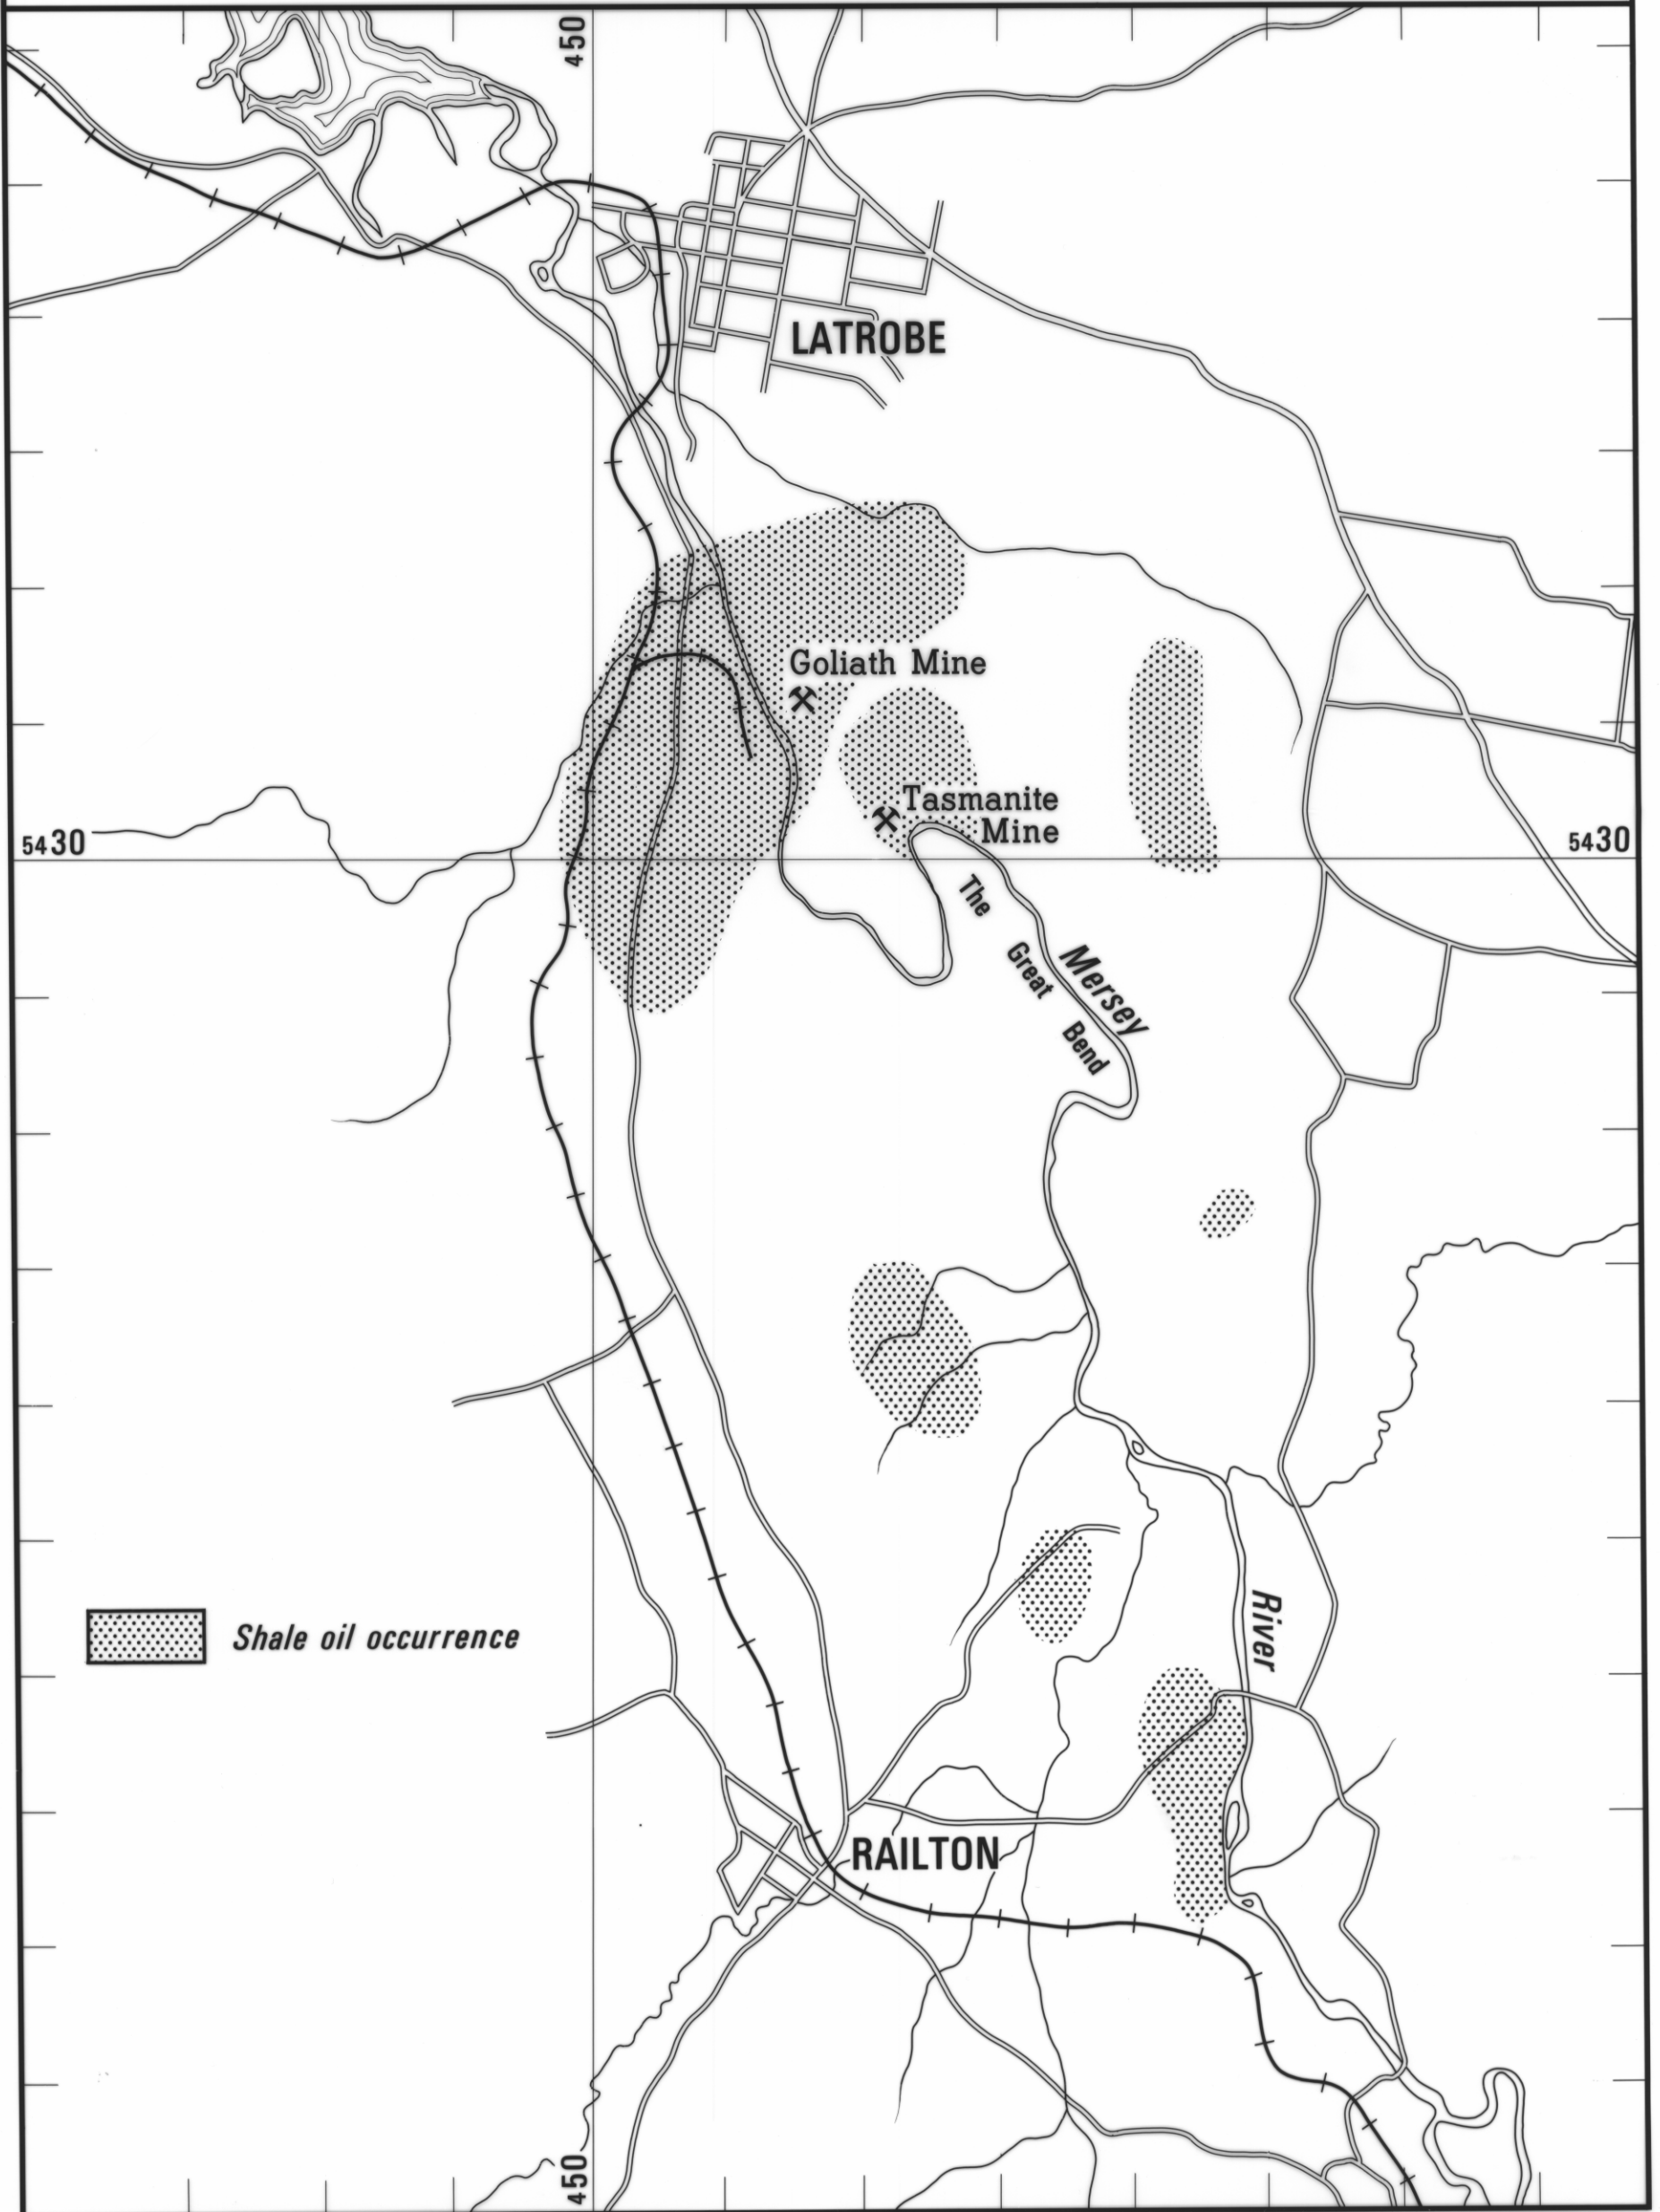 450
LATROBE
Goliath Mine
Tasmanite
Mine
5430
5430
The
Great
Bend
Mersey
River
Shale oil occurrence
RAILTON
450